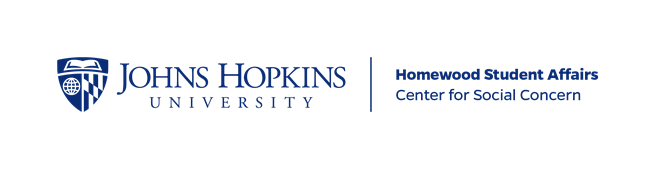 JOHNS HOPKINS
UNIVERSITY
Homewood Student Affairs
Center for Social Concern